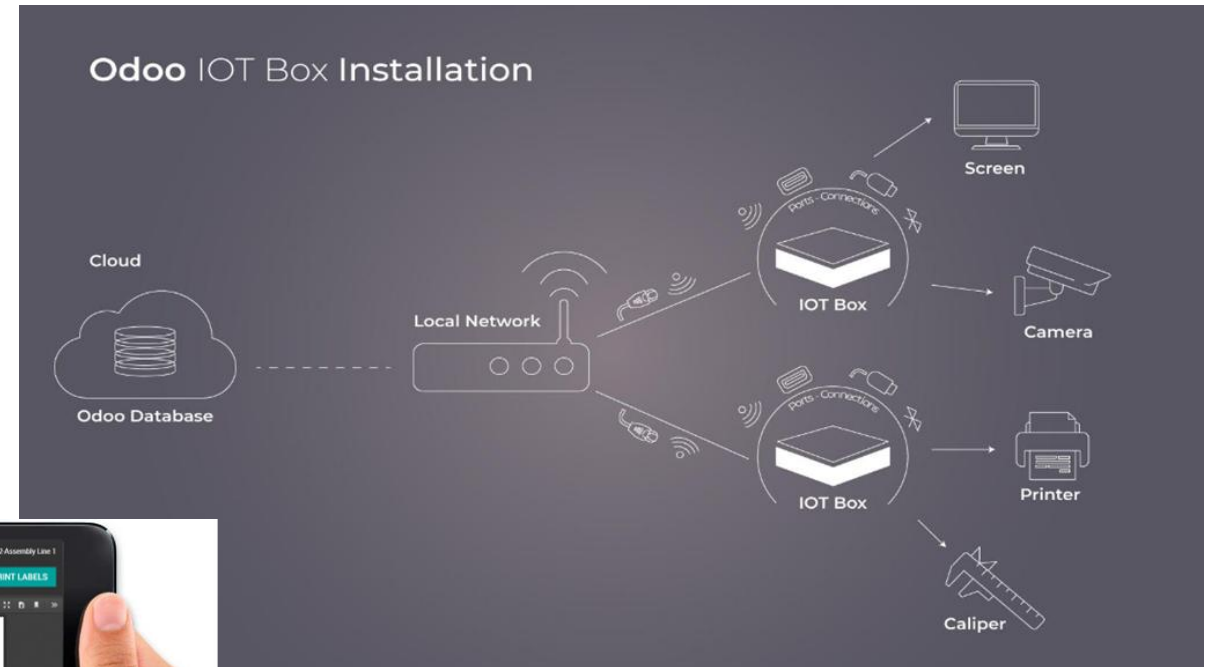 Odoo IOT Box Installation
Screen
Ports - Connections
Cloud
IOT Box
Local Network
Camera
Odoo Database
Ports - Connections
IOT Box
Printer
Caliper
Assembly Line 1
LABELS